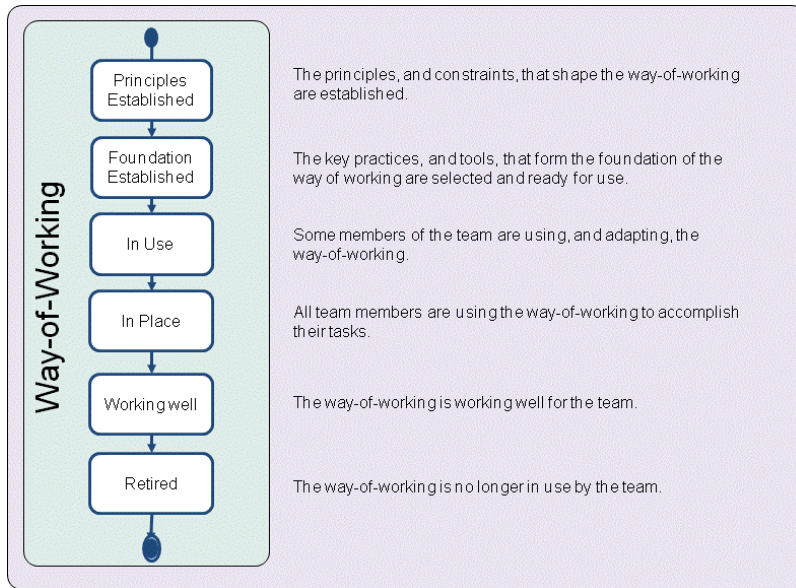 Way-of-Working
Principles
Established
The principles, and constraints, that shape the way-of-working
are established.
Foundation
Established
The key practices, and tools, that form the foundation of the
way of working are selected and ready for use.
In Use
Some members of the team are using, and adapting, the
way-of-working.
In Place
All team members are using the way-of-working to accomplish
their tasks.
Working well
The way-of-working is working well for the team.
Retired
The way-of-working is no longer in use by the team.